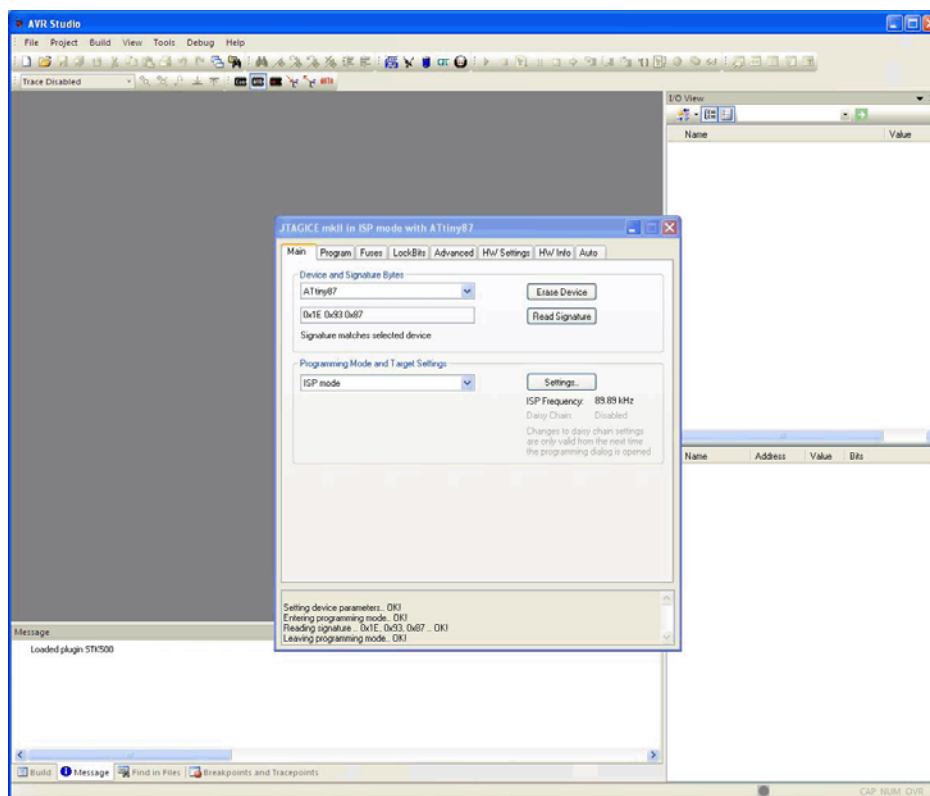 AVR Studio
File Project Build View Tools Debug Help
Trace Disabled
AUTO
I/O View
Name Value
JTAGICE mkII in ISP mode with ATtiny87
Main Program Fuses LockBits Advanced HW Settings HW Info Auto
Device and Signature Bytes
ATtiny87
Erase Device
0x1E 0x93 0x87
Read Signature
Signature matches selected device
Programming Mode and Target Settings
ISP mode
Settings..
ISP Frequency: 89.89 kHz
Daisy Chain: Disabled
Changes to daisy chain settings
are only valid from the next time
the programming dialog is opened
Name Address Value Bits
Setting device parameters.. OK!
Entering programming mode.. OK!
Reading signature .. 0x1E, 0x93, 0x87 .. OK!
Leaving programming mode.. OK!
Message
Loaded plugin STK500
Build Message Find in Files Breakpoints and Tracepoints
CAP NUM OVR